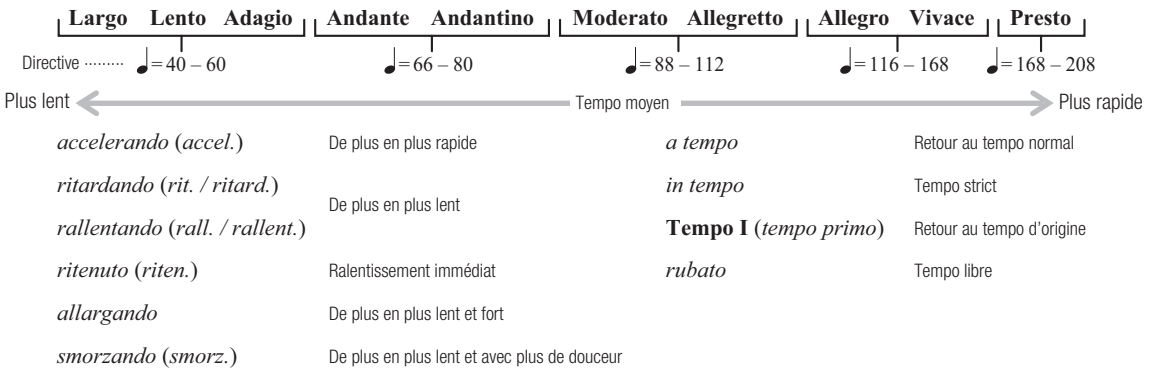 Largo Lento Adagio Andante Andantino Moderato Allegretto Allegro Vivace Presto
Directive ········· ♩= 40 – 60 ♩= 66 – 80 ♩= 88 – 112 ♩= 116 – 168 ♩= 168 – 208
Plus lent Tempo moyen Plus rapide
accelerando (accel.) De plus en plus rapide
ritardando (rit. / ritard.)
De plus en plus lent
rallentando (rall. / rallent.)
ritenuto (riten.) Ralentissement immédiat
allargando De plus en plus lent et fort
smorzando (smorz.) De plus en plus lent et avec plus de douceur
a tempo Retour au tempo normal
in tempo Tempo strict
Tempo I (tempo primo) Retour au tempo d'origine
rubato Tempo libre